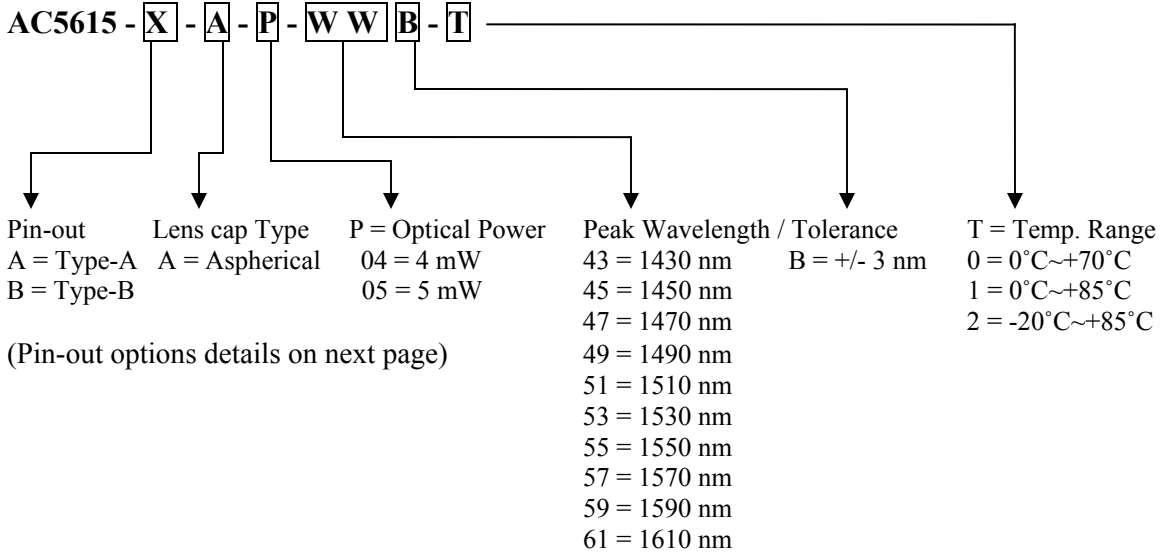 AC5615 - X - A - P - W W B - T
Pin-out Lens cap Type P = Optical Power Peak Wavelength / Tolerance T = Temp. Range
A = Type-A A = Aspherical 04 = 4 mW 43 = 1430 nm B = +/- 3 nm 0 = 0˚C~+70˚C
B = Type-B 05 = 5 mW 45 = 1450 nm 1 = 0˚C~+85˚C
47 = 1470 nm 2 = -20˚C~+85˚C
(Pin-out options details on next page) 49 = 1490 nm
51 = 1510 nm
53 = 1530 nm
55 = 1550 nm
57 = 1570 nm
59 = 1590 nm
61 = 1610 nm